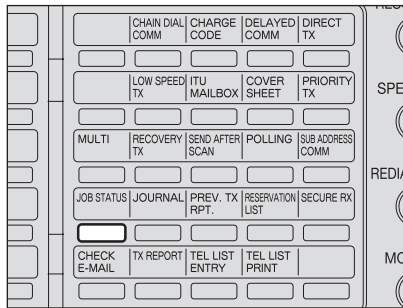 CHAIN DIAL CHARGE DELAYED DIRECT
COMM CODE COMM TX
LOW SPEED ITU COVER PRIORITY
TX MAILBOX SHEET TX
SPE
MULTI RECOVERY SEND AFTER POLLING SUB ADDRESS
TX SCAN COMM
REDIA
JOB STATUS JOURNAL PREV. TX RESERVATION SECURE RX
RPT. LIST
CHECK TX REPORT TEL LIST TEL LIST
E-MAIL ENTRY PRINT
MO